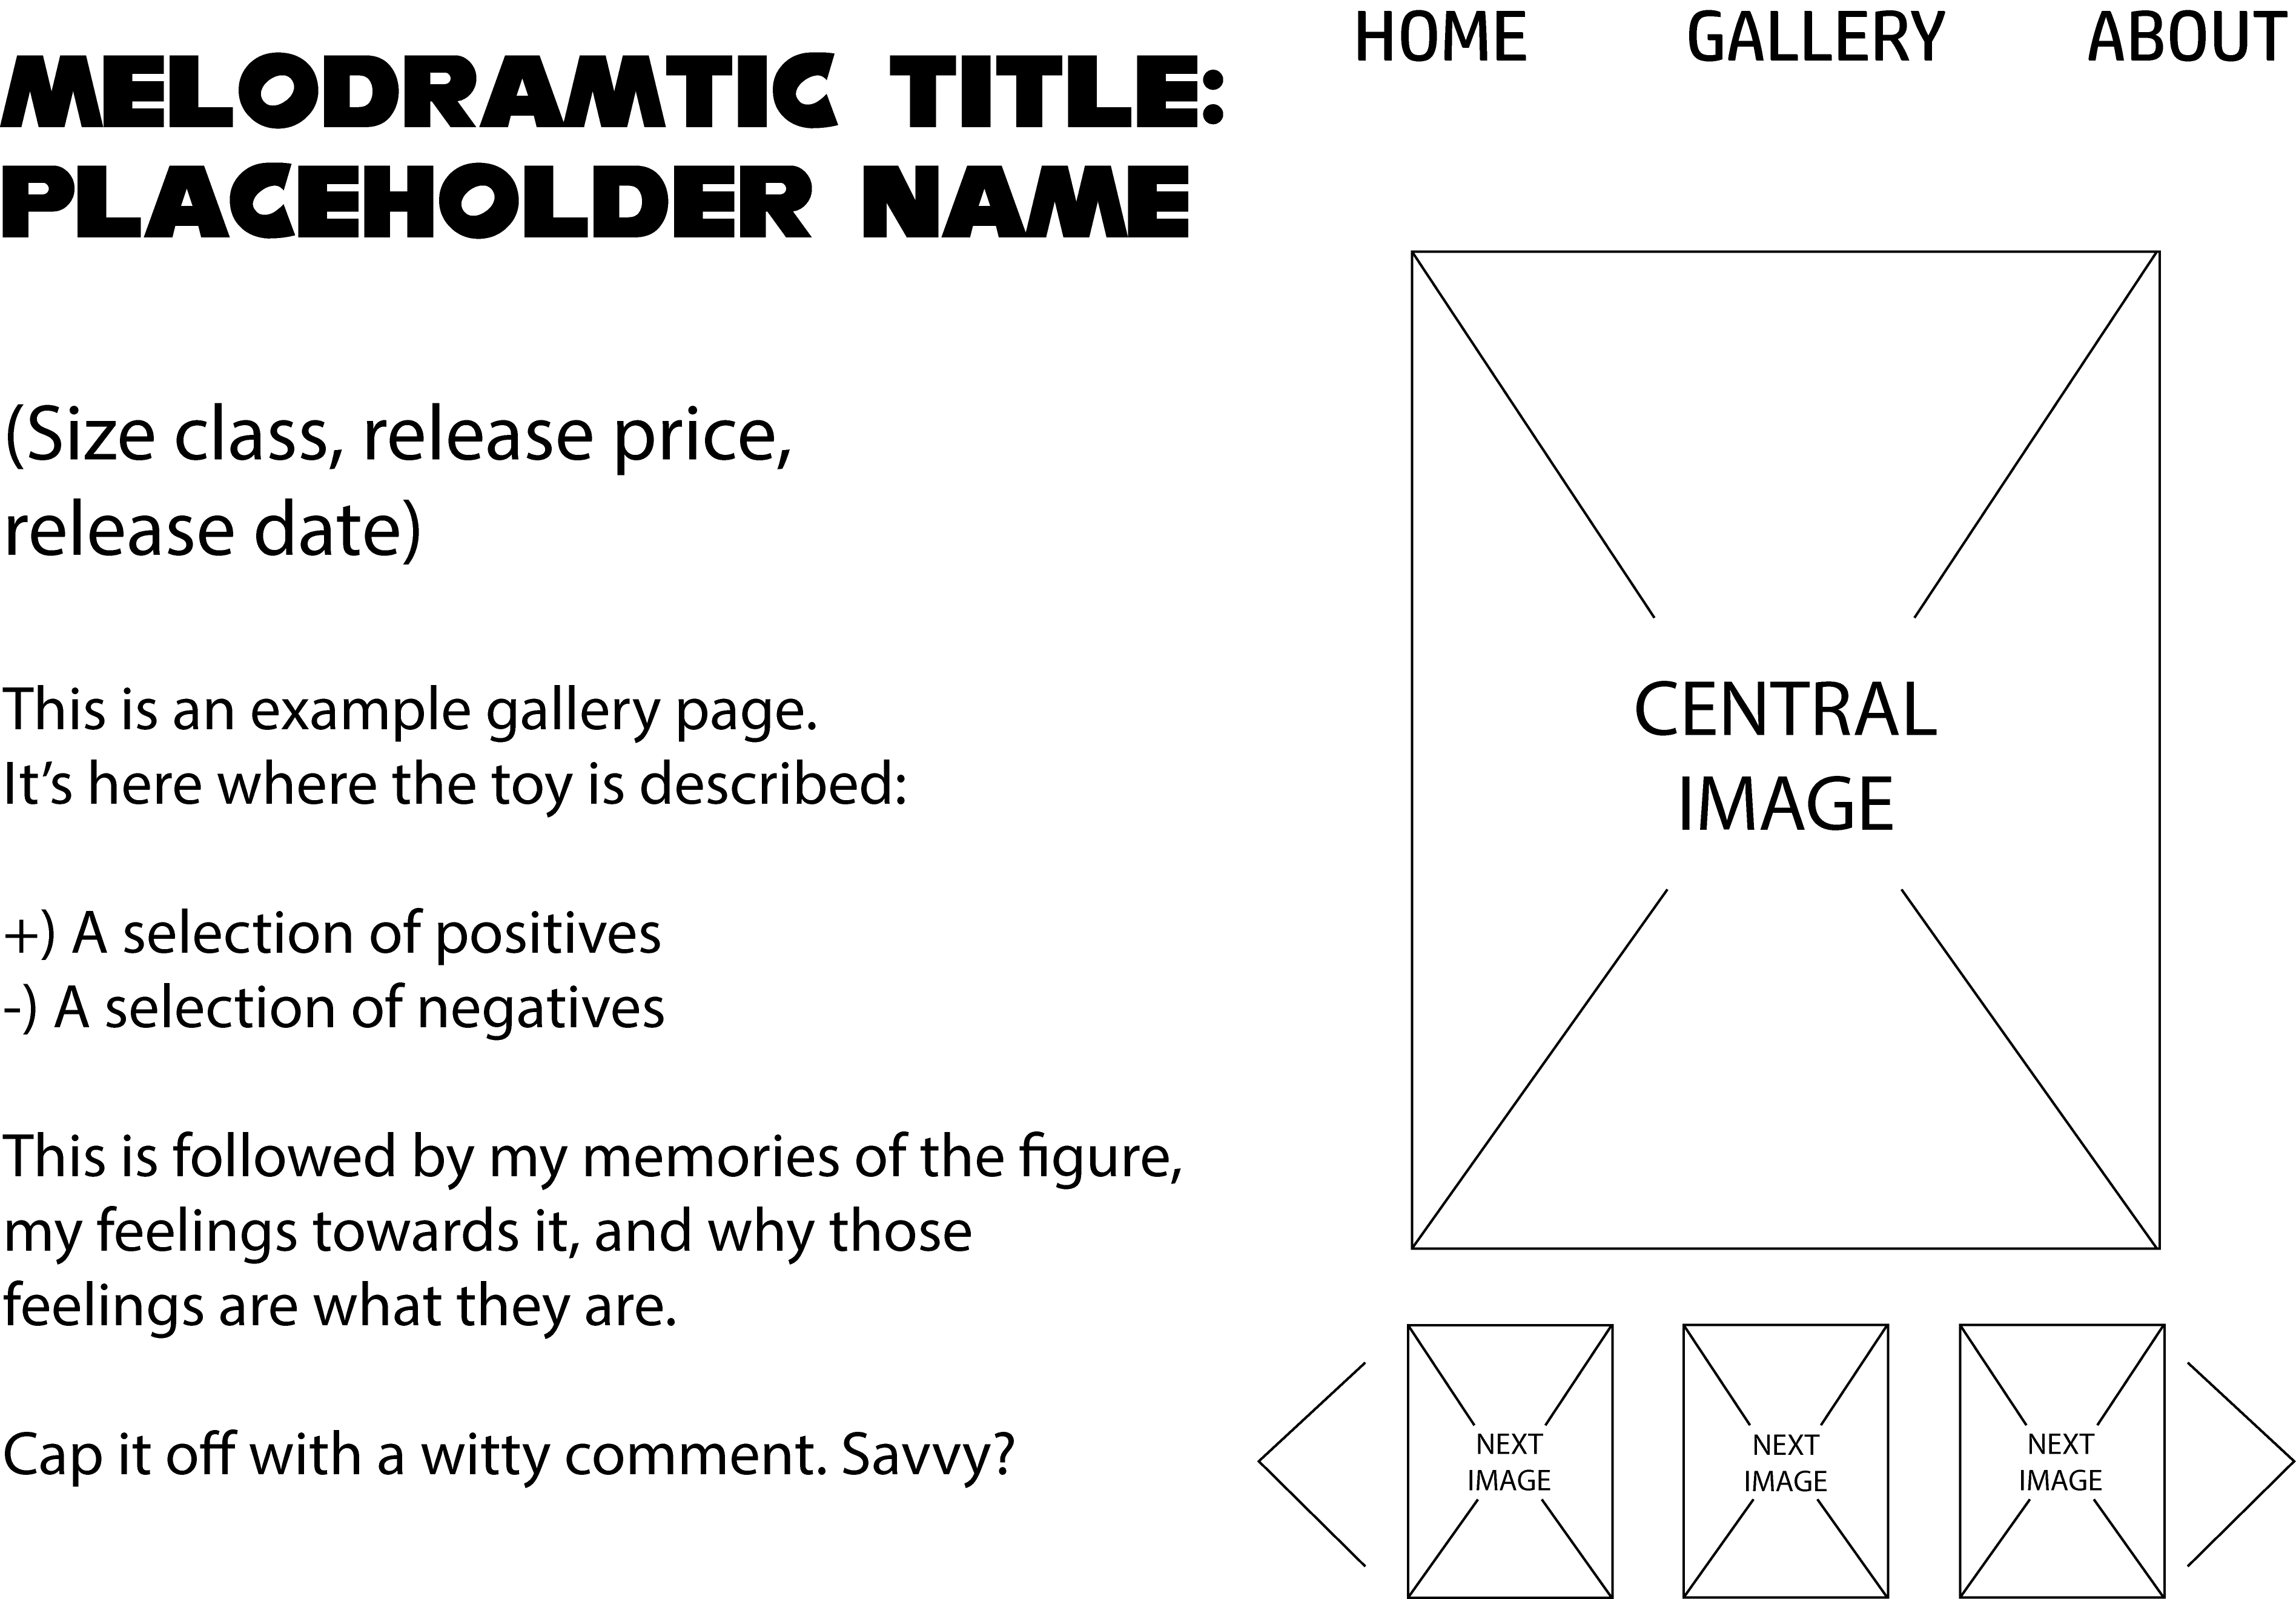 HOME GALLERY ABOUT
MELODRAMTIC TITLE:
PLACEHOLDER NAME
(Size class, release price,
release date)
This is an example gallery page.
It's here where the toy is described:
+) A selection of positives
-) A selection of negatives
This is followed by my memories of the figure,
my feelings towards it, and why those
feelings are what they are.
Cap it off with a witty comment. Savvy?
CENTRAL
IMAGE
NEXT
IMAGE
NEXT
IMAGE
NEXT
IMAGE